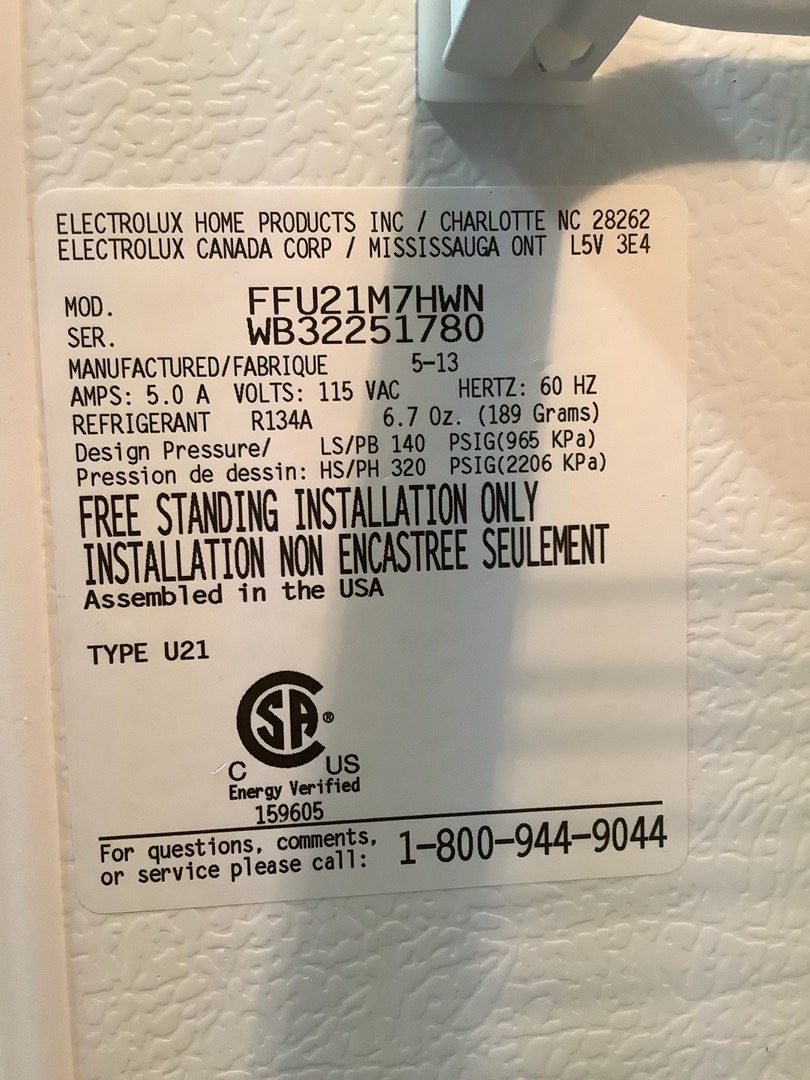 ELECTROLUX HOME PRODUCTS INC / CHARLOTTE NC 28262
ELECTROLUX CANADA CORP / MISSISSAUGA ONT L5V 3E4
MOD. FFU21M7HWN
SER. WB32251780
MANUFACTURED/FABRIQUE 5-13
AMPS: 5.0 A VOLTS: 115 VAC HERTZ: 60 HZ
REFRIGERANT R134A 6.7 Oz. (189 Grams)
Design Pressure/ LS/PB 140 PSIG(965 KPa)
Pression de dessin: HS/PH 320 PSIG(2206 KPa)
FREE STANDING INSTALLATION ONLY
INSTALLATION NON ENCASTREE SEULEMENT
Assembled in the USA
TYPE U21
SA®
C US
Energy Verified
159605
For questions, comments, 1-800-944-9044
or service please call: